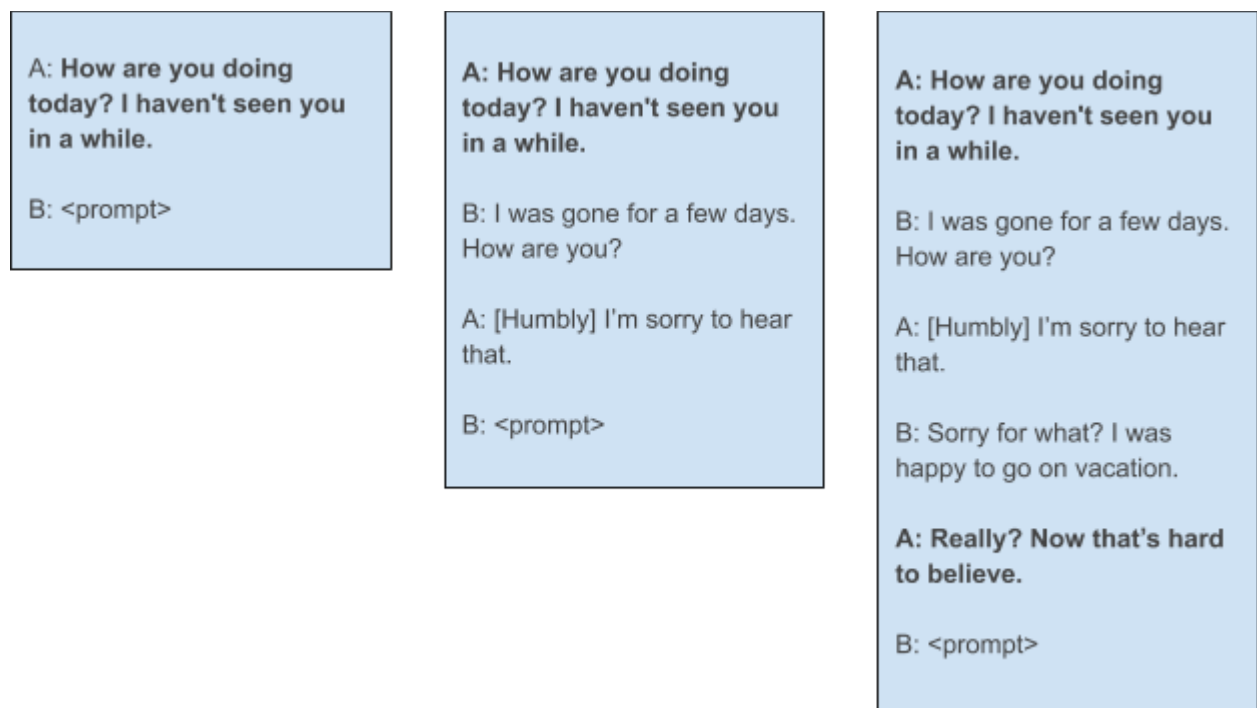 A: How are you doing
today? I haven't seen you
in a while.
B: <prompt>
A: How are you doing
today? I haven't seen you
in a while.
B: I was gone for a few days.
How are you?
A: [Humbly] I'm sorry to hear
that.
B: <prompt>
A: How are you doing
today? I haven't seen you
in a while.
B: I was gone for a few days.
How are you?
A: [Humbly] I'm sorry to hear
that.
B: Sorry for what? I was
happy to go on vacation.
A: Really? Now that’s hard
to believe.
B: <prompt>